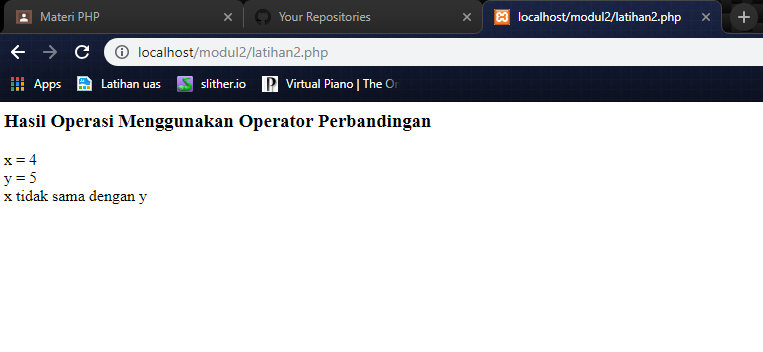 Materi PHP
Your Repositories
localhost/modul2/latihan2.php
localhost/modul2/latihan2.php
Apps
Latihan uas
slither.io
Virtual Piano | The Or
Hasil Operasi Menggunakan Operator Perbandingan
x = 4
y = 5
x tidak sama dengan y